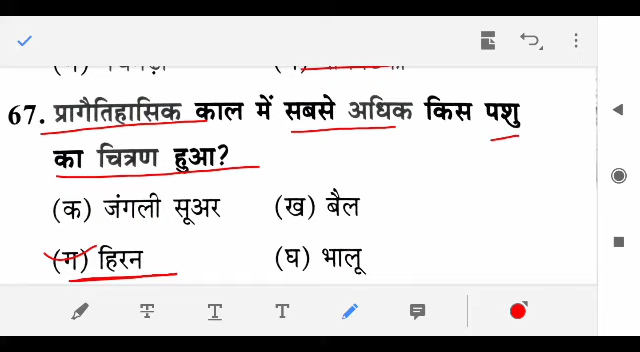 67. प्रागैतिहासिक काल में सबसे अधिक किस पशु
का चित्रण हुआ?
(क) जंगली सूअर (ख) बैल
(ग) हिरन (घ) भालू